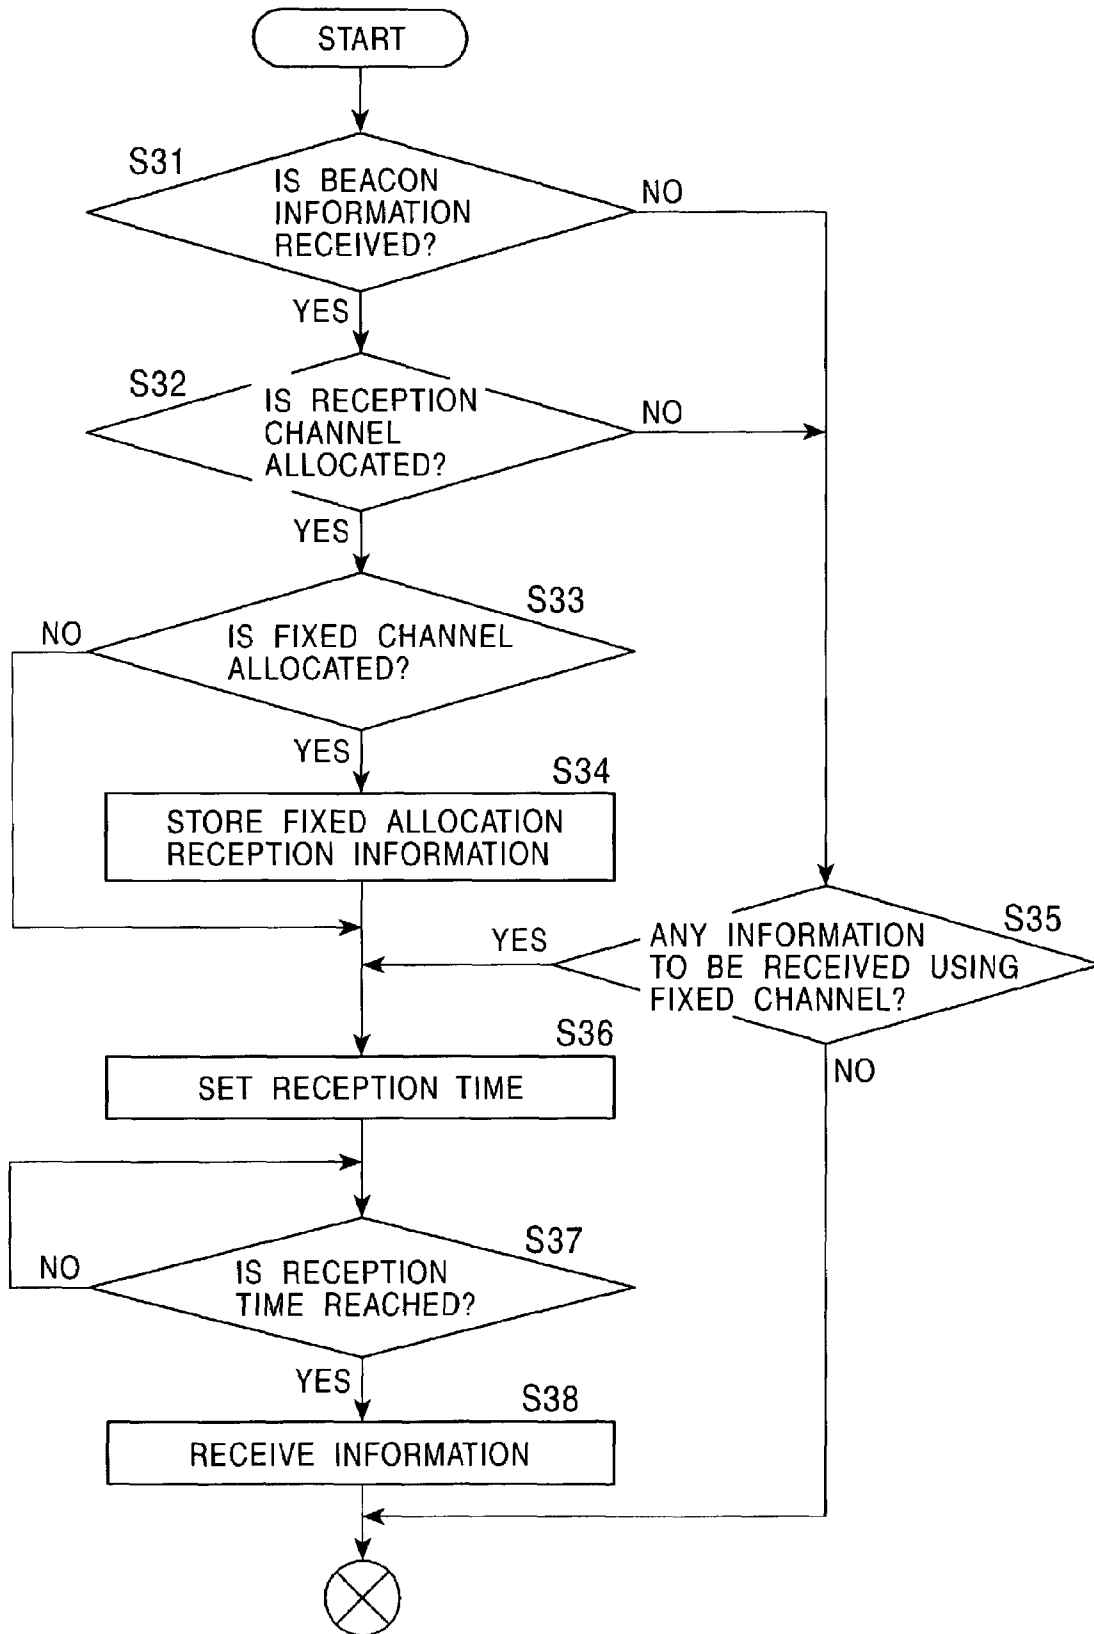 START
S31
IS BEACON
INFORMATION
RECEIVED?
NO
YES
S32
IS RECEPTION
CHANNEL
ALLOCATED?
NO
YES
S33
NO
IS FIXED CHANNEL
ALLOCATED?
YES
S34
STORE FIXED ALLOCATION
RECEPTION INFORMATION
S35
YES
ANY INFORMATION
TO BE RECEIVED USING
FIXED CHANNEL?
NO
S36
SET RECEPTION TIME
S37
NO
IS RECEPTION
TIME REACHED?
YES
S38
RECEIVE INFORMATION